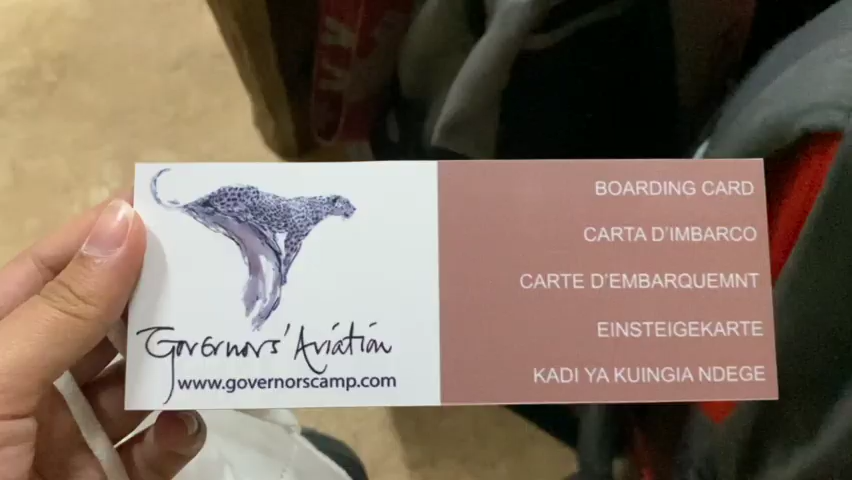 Governors' Aviation
www.governorscamp.com
BOARDING CARD
CARTA D'IMBARCO
CARTE D'EMBARQUEMNT
EINSTEIGEKARTE
KADI YA KUINGIA NDEGE